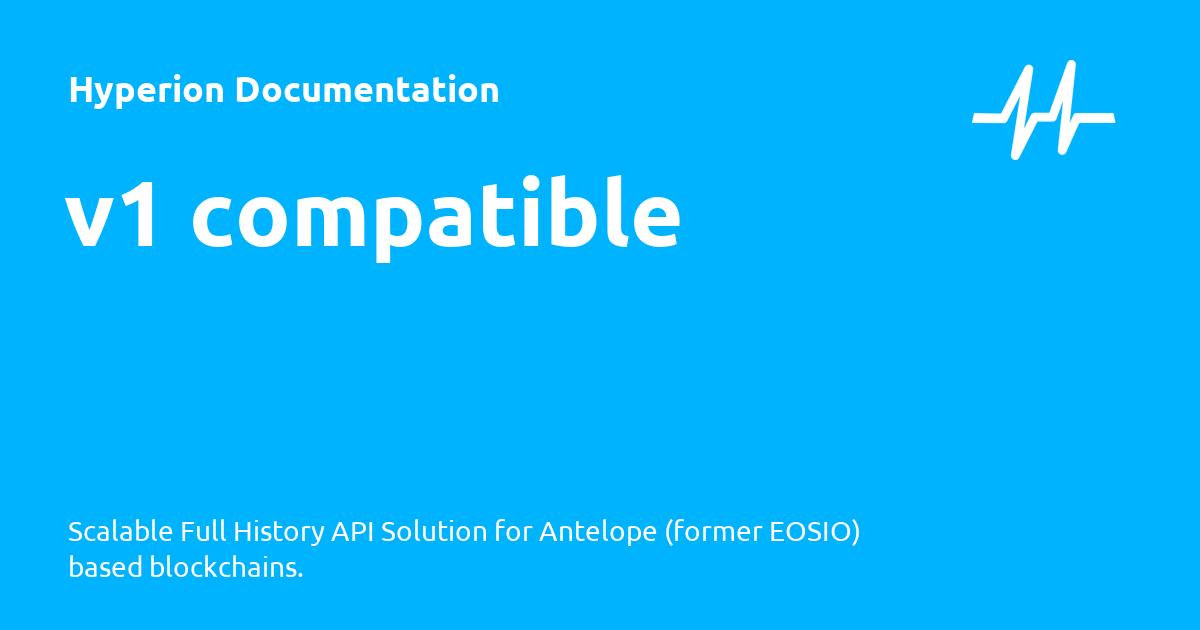 Hyperion Documentation
v1 compatible
Scalable Full History API Solution for Antelope (former EOSIO)
based blockchains.